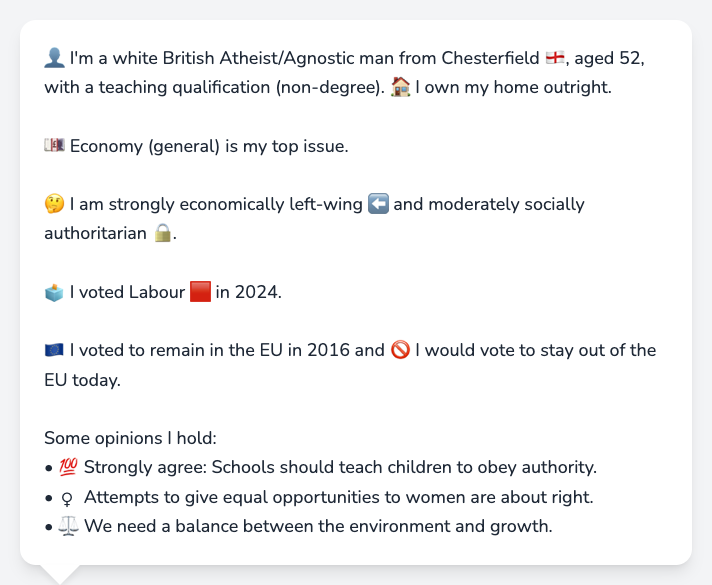 👤 I'm a white British Atheist/Agnostic man from Chesterfield 🏴󠁧󠁢󠁥󠁮󠁧󠁿, aged 52,
with a teaching qualification (non-degree). 🏠 I own my home outright.
💷 Economy (general) is my top issue.
🤔 I am strongly economically left-wing ⬅️ and moderately socially
authoritarian 🔒.
🗳️ I voted Labour 🟥 in 2024.
🇪🇺 I voted to remain in the EU in 2016 and 🚫 I would vote to stay out of the
EU today.
Some opinions I hold:
• 💯 Strongly agree: Schools should teach children to obey authority.
• ♀ Attempts to give equal opportunities to women are about right.
• ⚖️ We need a balance between the environment and growth.